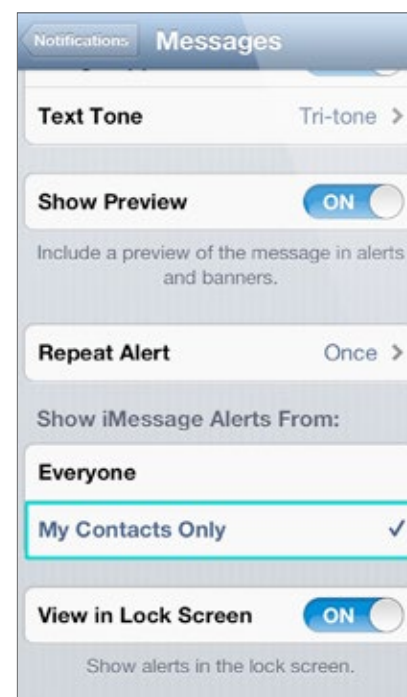 Notifications Messages
Text Tone Tri-tone >
Show Preview ON
Include a preview of the message in alerts
and banners.
Repeat Alert Once >
Show iMessage Alerts From:
Everyone
My Contacts Only ✓
View in Lock Screen ON
Show alerts in the lock screen.